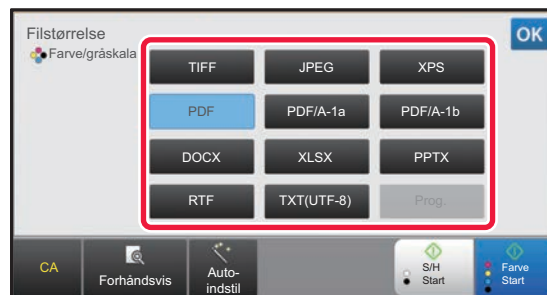 Filstørrelse
OK
Farve/gråskala
TIFF
JPEG
XPS
PDF
PDF/A-1a
PDF/A-1b
DOCX
XLSX
PPTX
RTF
TXT(UTF-8)
Prog.
CA
Forhåndsvis
Auto-
indstil
S/H
Start
Farve
Start